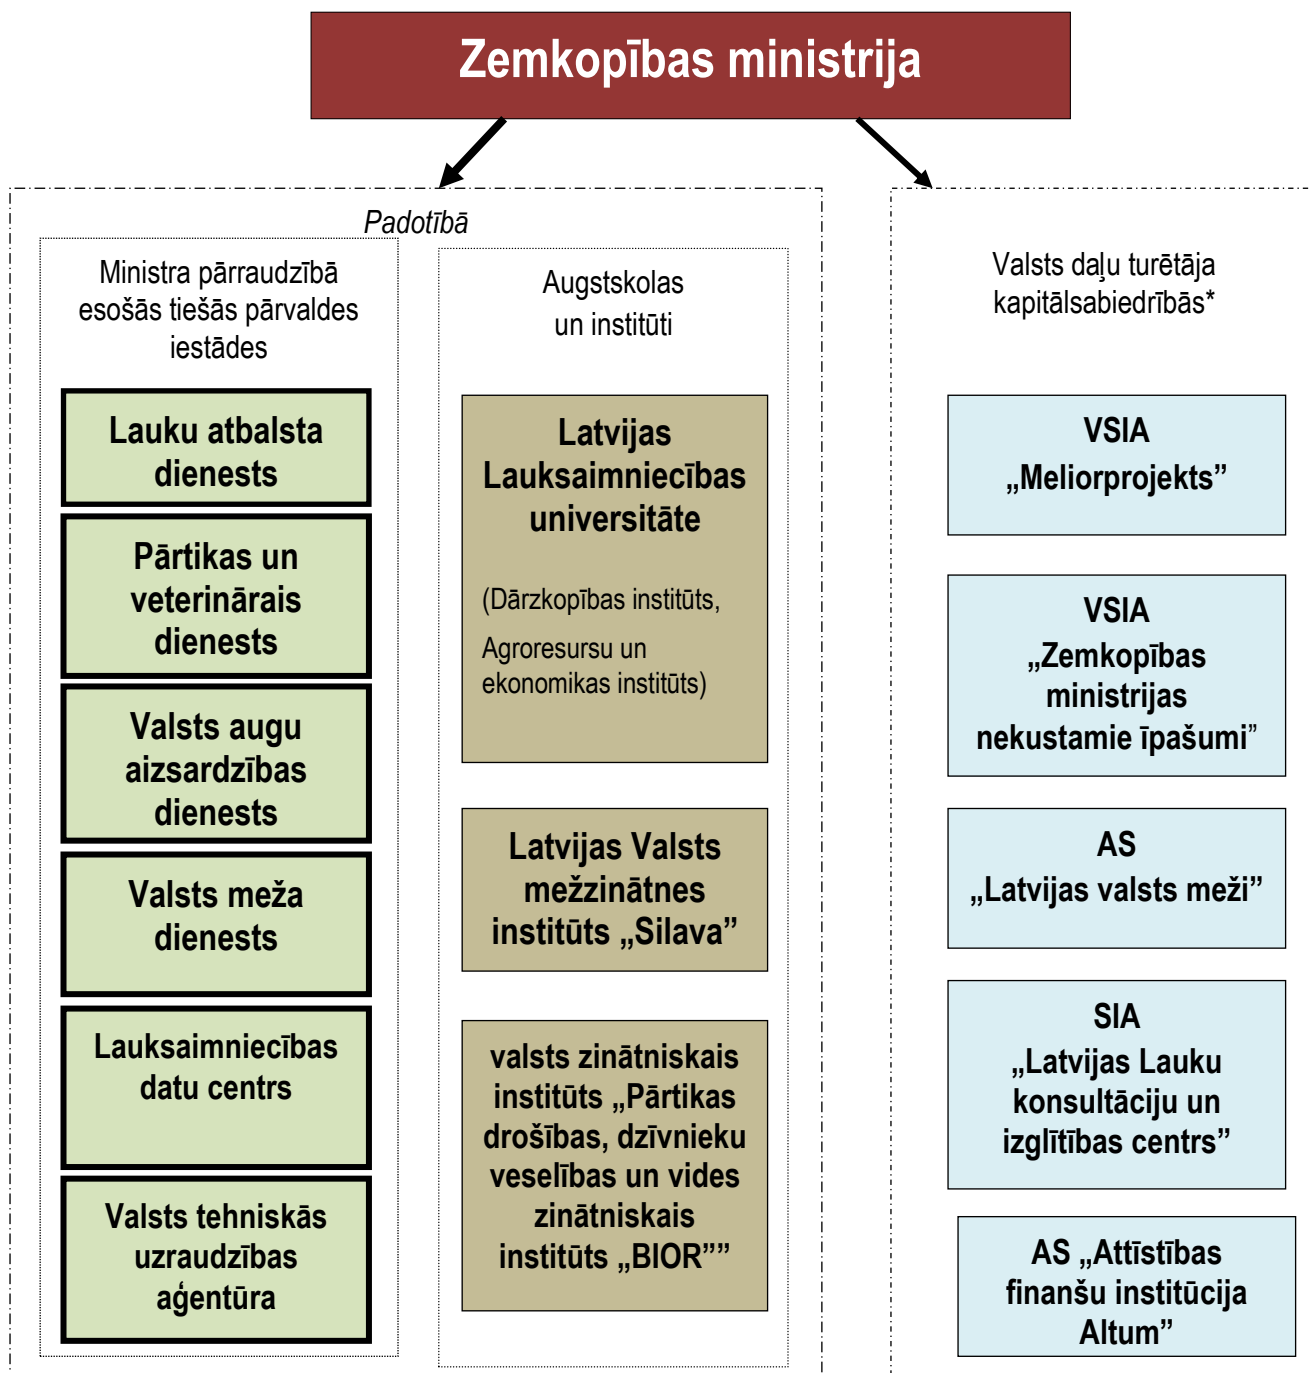 Zemkopības ministrija
Padotībā
Ministra pārraudzībā
esošās tiešās pārvaldes
iestādes
Lauku atbalsta
dienests
Pārtikas un
veterinārais
dienests
Valsts augu
aizsardzības
dienests
Valsts meža
dienests
Lauksaimniecības
datu centrs
Valsts tehniskās
uzraudzības
aģentūra
Augstskolas
un institūti
Latvijas
Lauksaimniecības
universitāte
(Dārzkopības institūts,
Agroresursu un
ekonomikas institūts)
Latvijas Valsts
mežzinātnes
institūts „Silava”
valsts zinātniskais
institūts „Pārtikas
drošības, dzīvnieku
veselības un vides
zinātniskais
institūts „BIOR””
Valsts daļu turētāja
kapitālsabiedrībās*
VSIA
„Meliorprojekts”
VSIA
„Zemkopības
ministrijas
nekustamie īpašumi”
AS
„Latvijas valsts meži”
SIA
„Latvijas Lauku
konsultāciju un
izglītības centrs”
AS „Attīstības
finanšu institūcija
Altum”